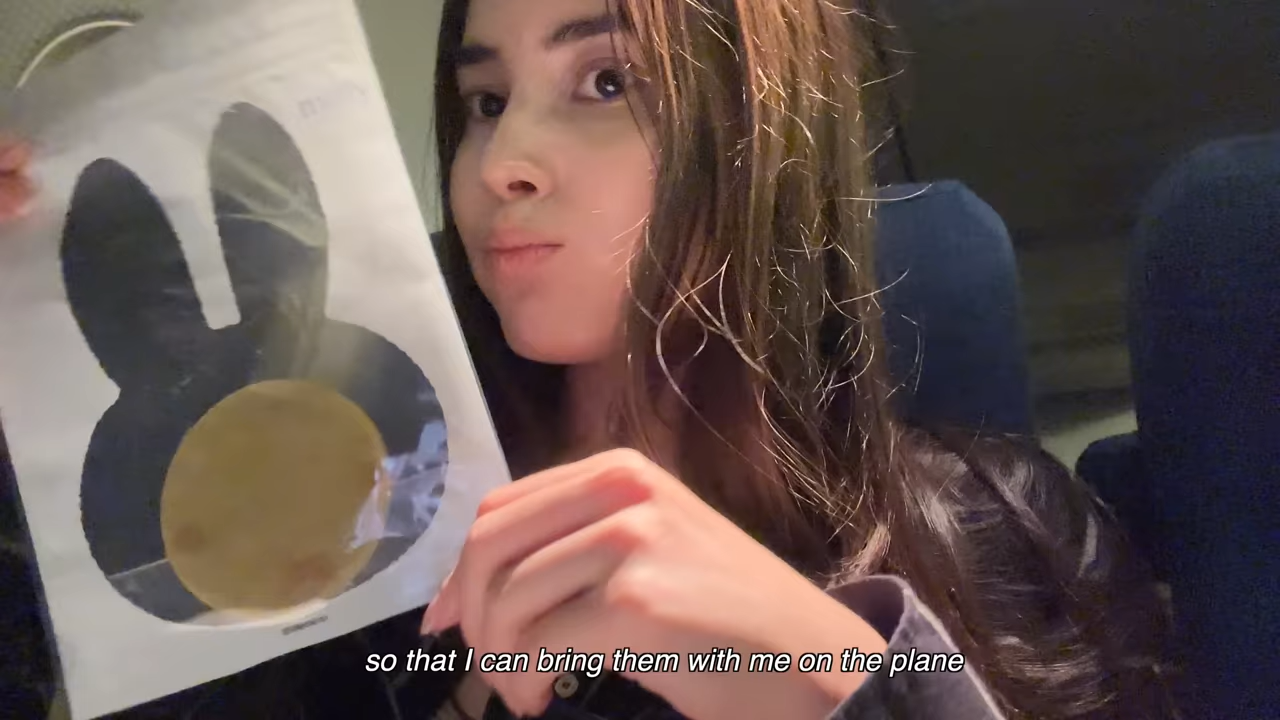 so that I can bring them with me on the plane